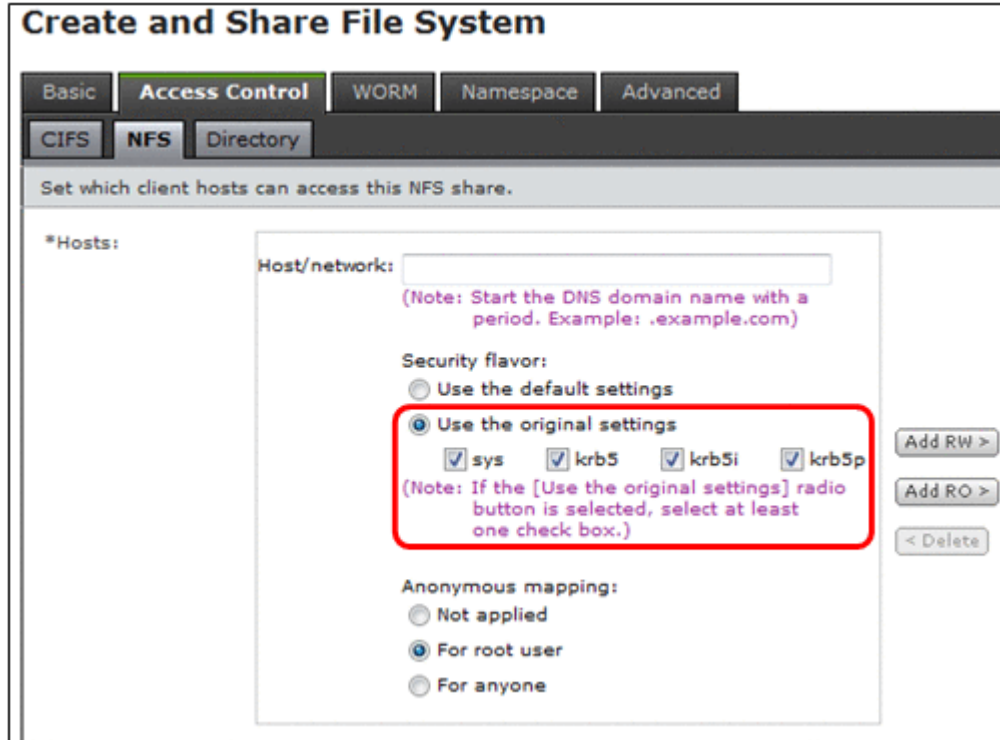 Create and Share File System
Basic Access Control WORM Namespace Advanced
CIFS NFS Directory
Set which client hosts can access this NFS share.
*Hosts:
Host/network:
(Note: Start the DNS domain name with a
period. Example: .example.com)
Security flavor:
Use the default settings
Use the original settings
sys krb5 krb5i krb5p
(Note: If the [Use the original settings] radio
button is selected, select at least
one check box.)
Add RW >
Add RO >
< Delete
Anonymous mapping:
Not applied
For root user
For anyone